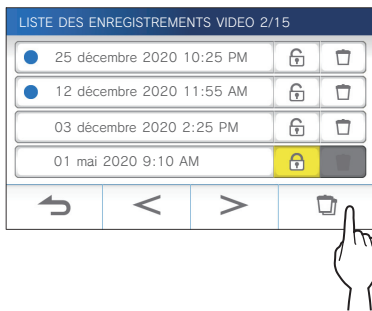 LISTE DES ENREGISTREMENTS VIDEO 2/15
25 décembre 2020 10:25 PM
12 décembre 2020 11:55 AM
03 décembre 2020 2:25 PM
01 mai 2020 9:10 AM